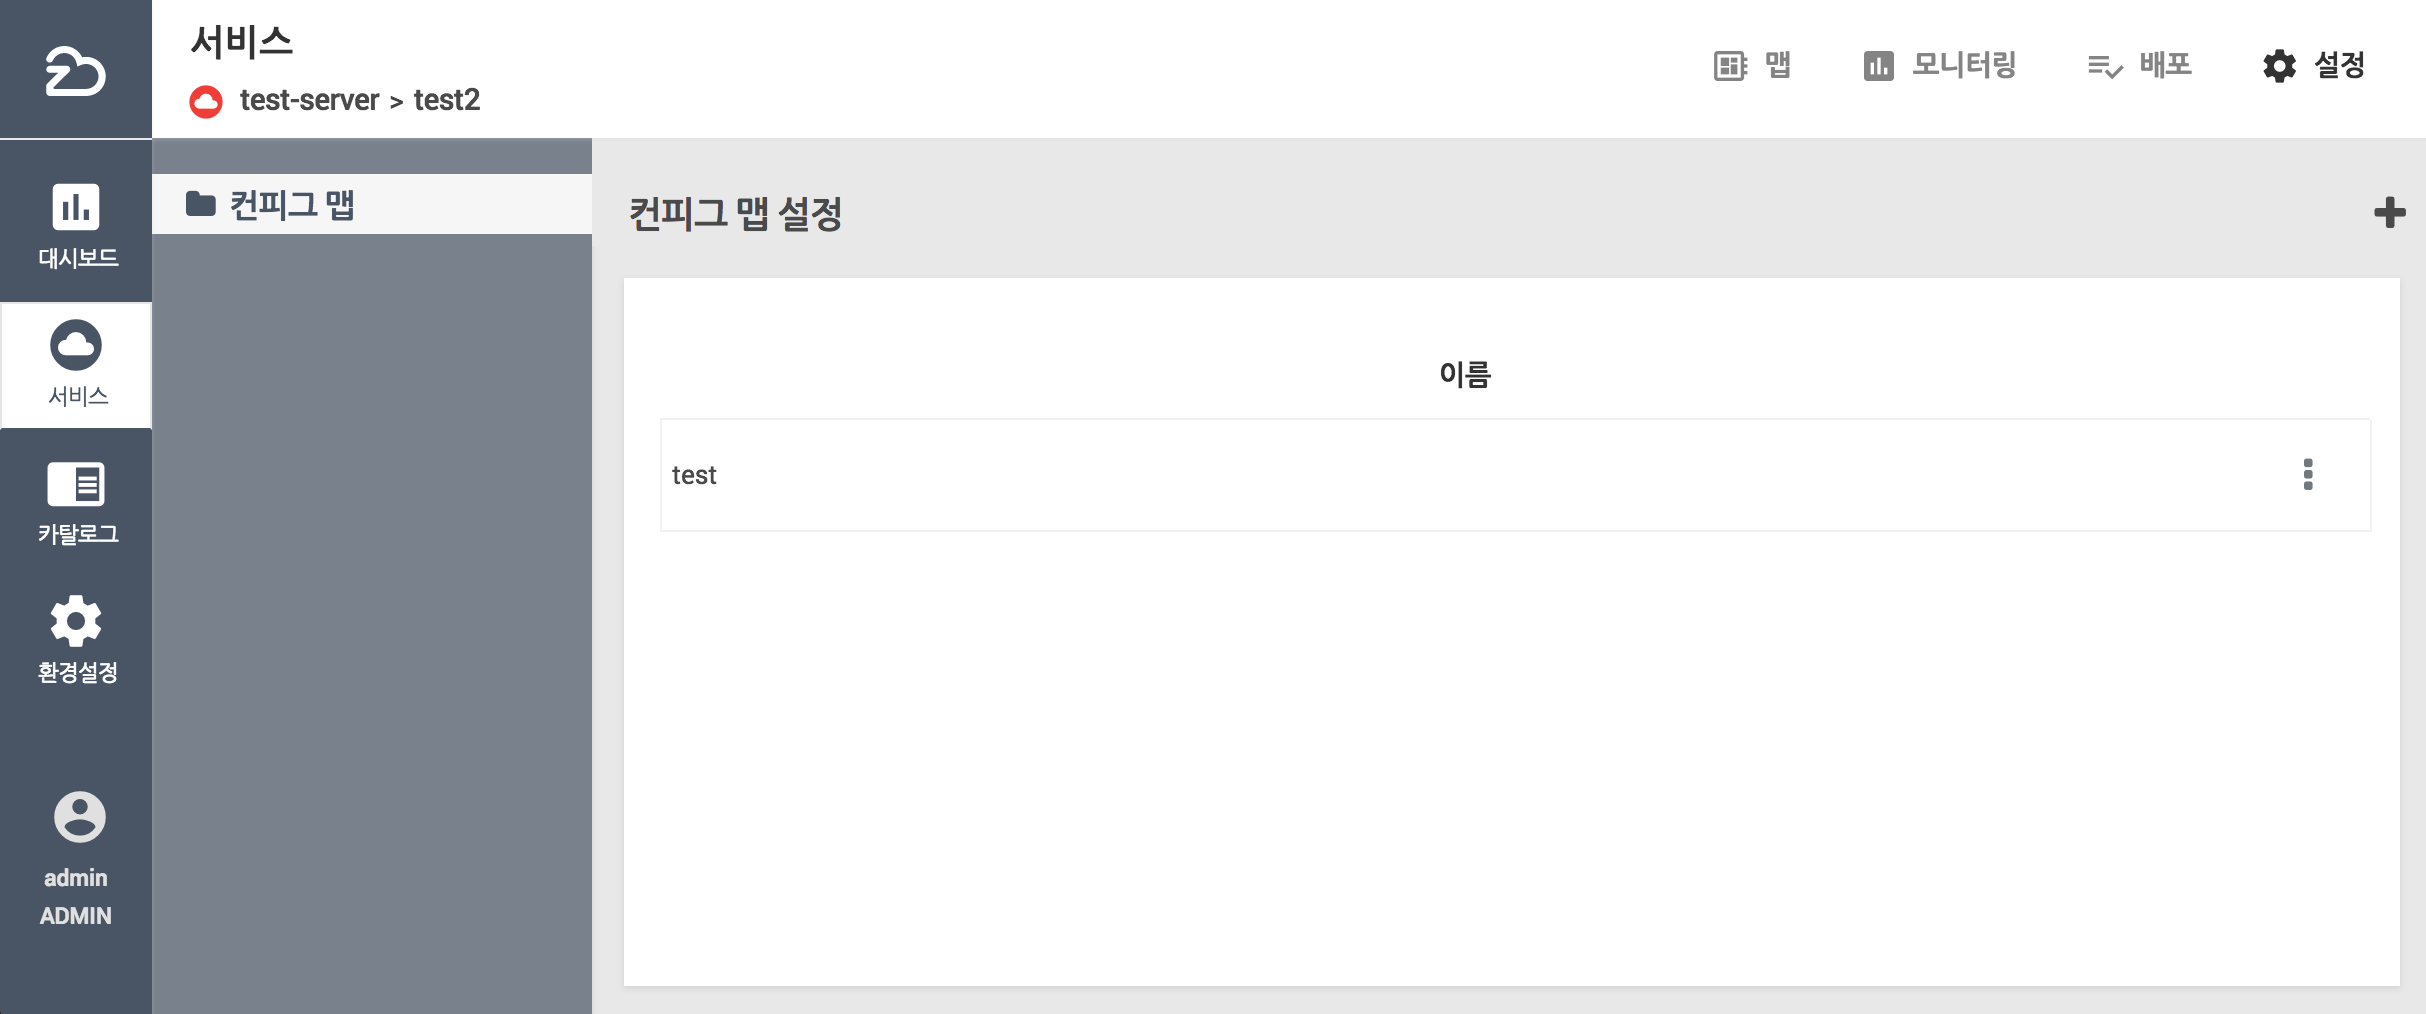 서비스
test-server > test2
맵
모니터링
배포
설정
대시보드
서비스
카탈로그
환경설정
admin
ADMIN
컨피그 맵
컨피그 맵 설정
이름
test